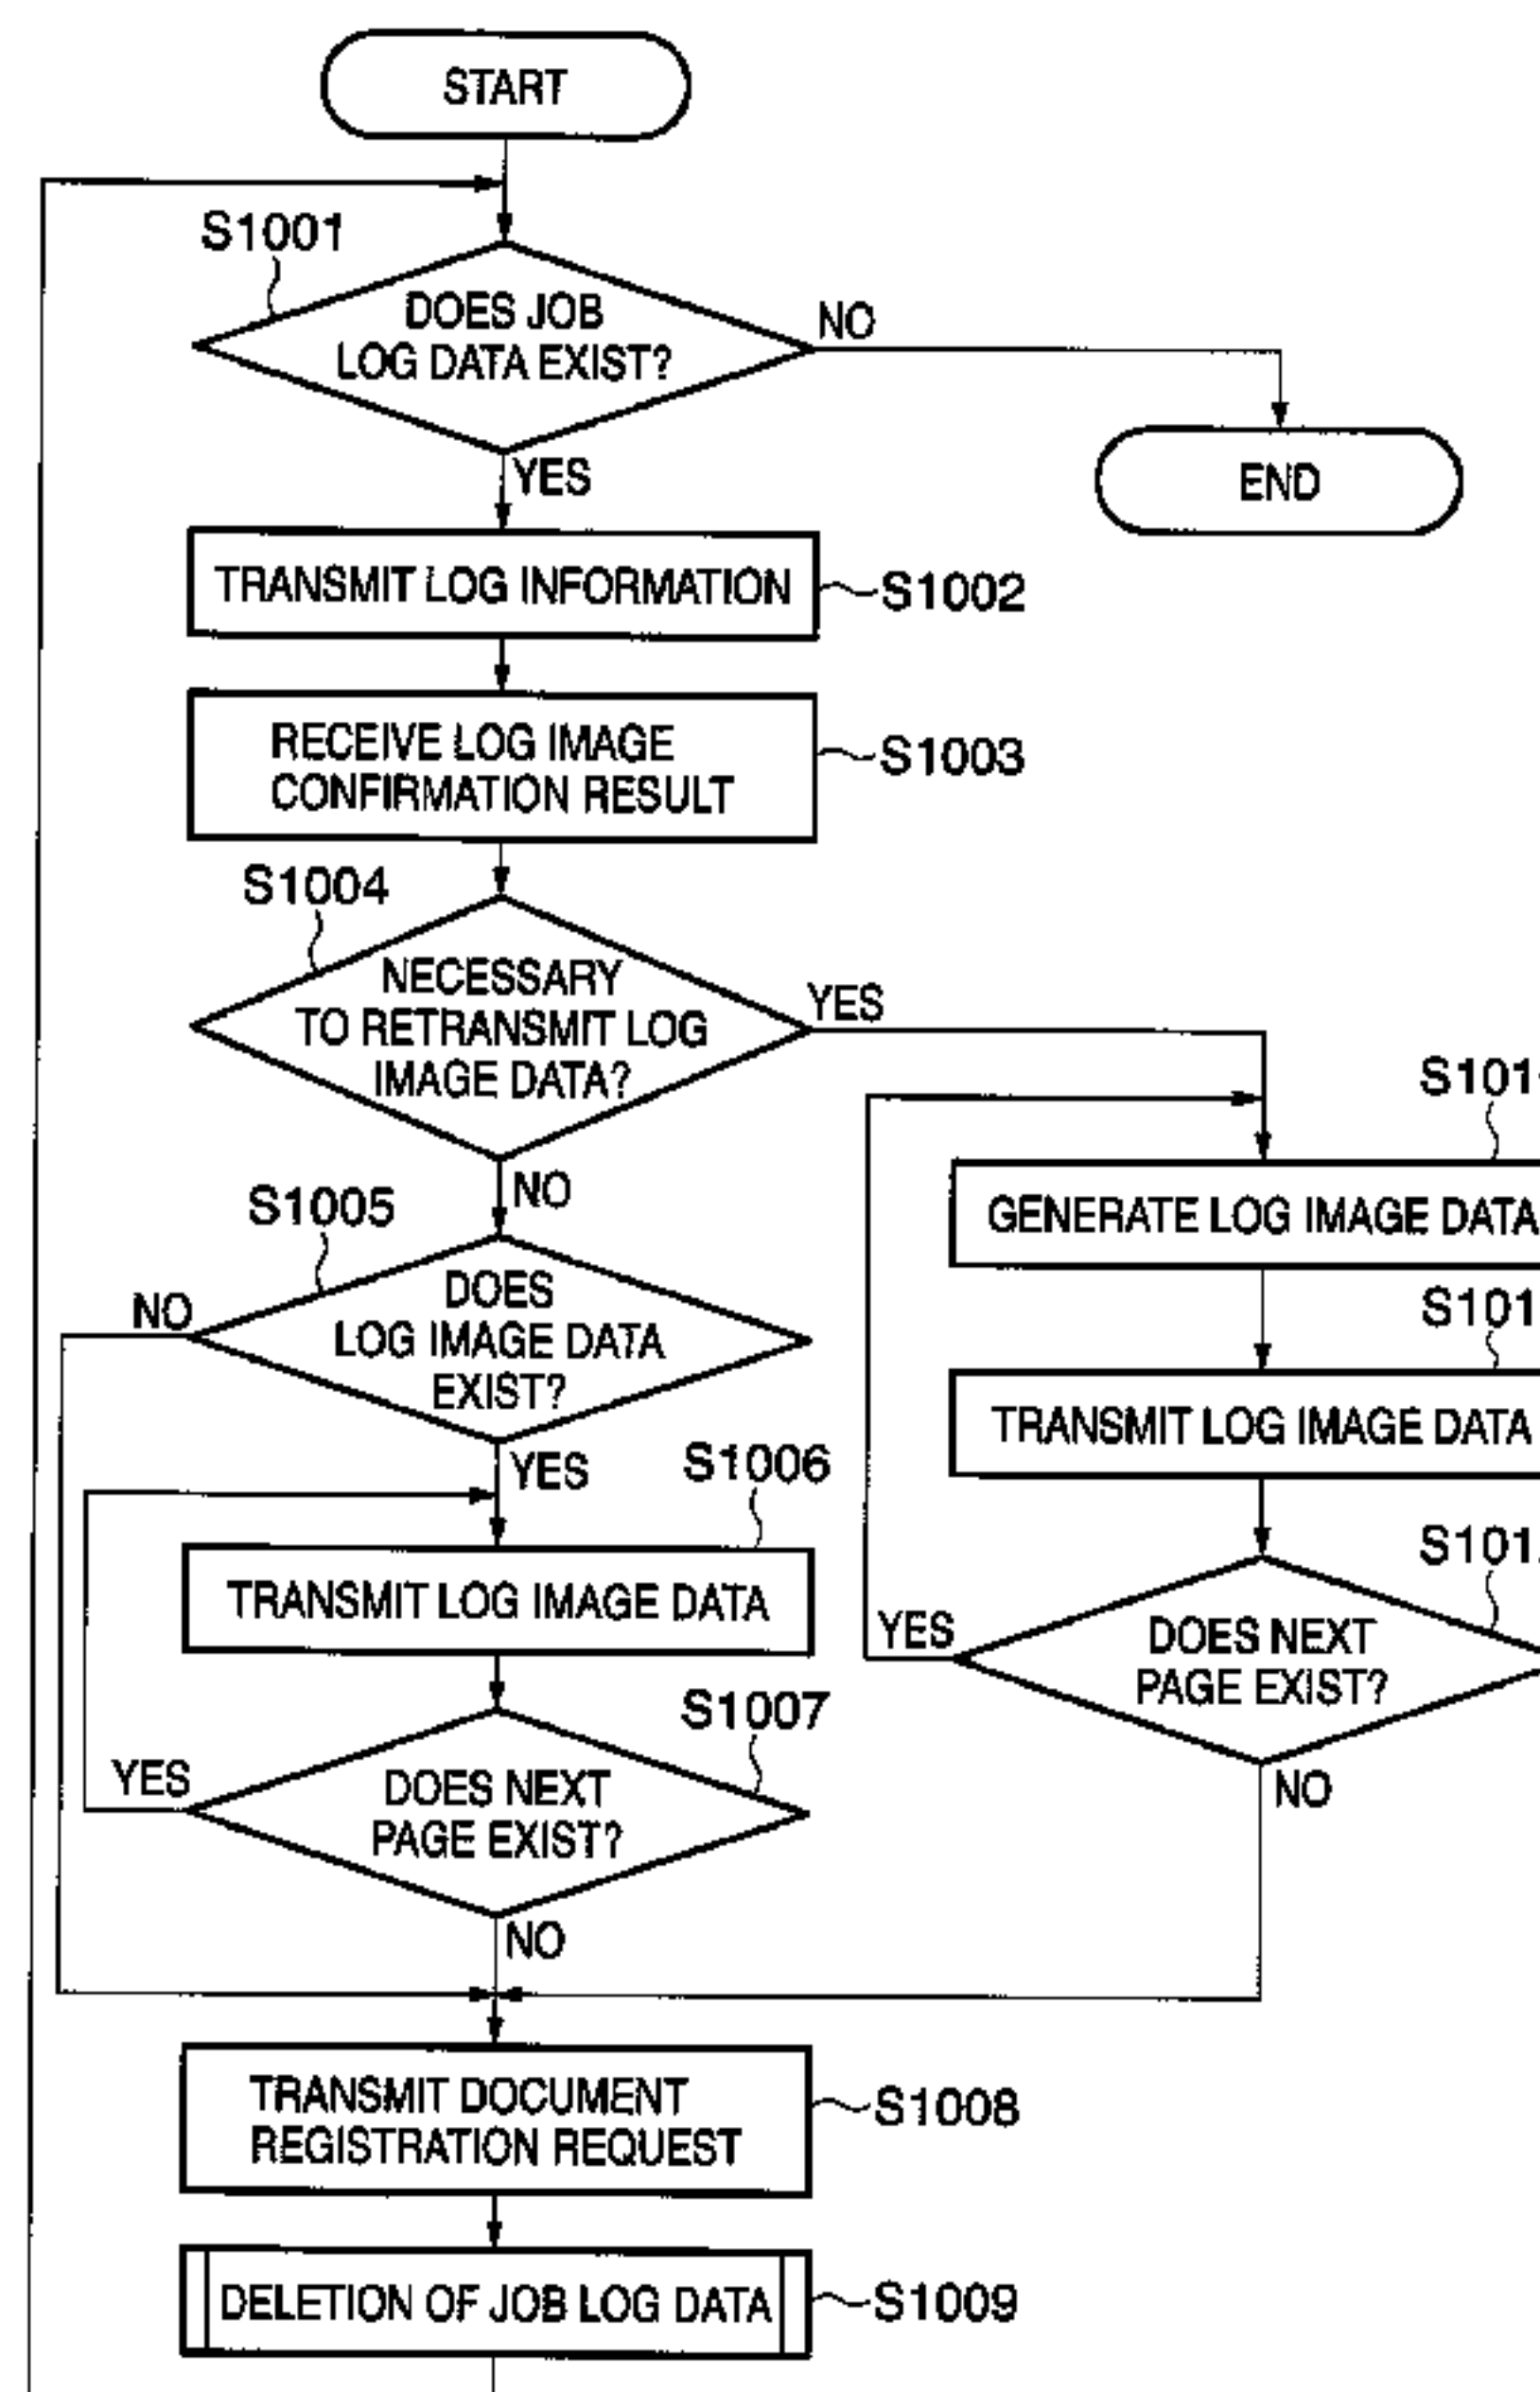 START
S1001
DOES JOB
LOG DATA EXIST?
NO
END
YES
TRANSMIT LOG INFORMATION
S1002
RECEIVE LOG IMAGE
CONFIRMATION RESULT
S1003
S1004
NECESSARY
TO RETRANSMIT LOG
IMAGE DATA?
YES
NO
S101
GENERATE LOG IMAGE DATA
S1005
DOES
LOG IMAGE DATA
EXIST?
NO
YES
S101
TRANSMIT LOG IMAGE DATA
S1006
TRANSMIT LOG IMAGE DATA
S101
DOES NEXT
PAGE EXIST?
YES
NO
S1007
DOES NEXT
PAGE EXIST?
YES
NO
TRANSMIT DOCUMENT
REGISTRATION REQUEST
S1008
DELETION OF JOB LOG DATA
S1009